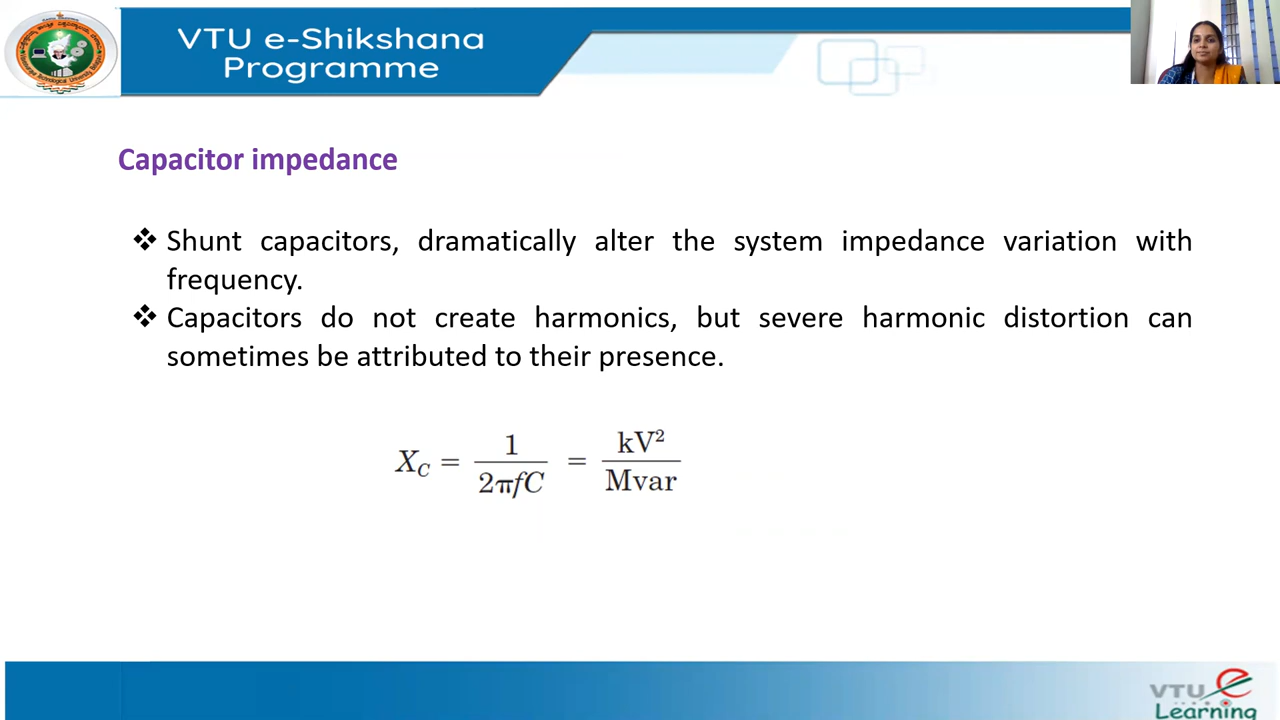 VTU e-Shikshana
Programme
Capacitor impedance
❖ Shunt capacitors, dramatically alter the system impedance variation with
frequency.
❖ Capacitors do not create harmonics, but severe harmonic distortion can
sometimes be attributed to their presence.
X_C = 1 / 2πfC = kV² / Mvar
VTU
Learning